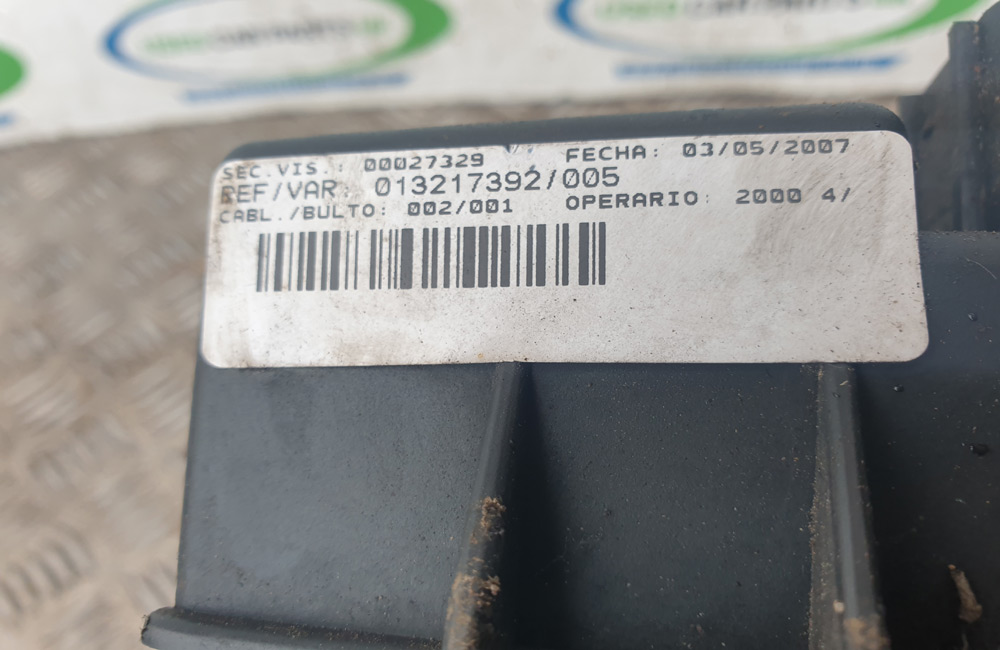 SEC.VIS.: 00027329 FECHA: 03/05/2007
REF/VAR: 013217392/005
CABL./BULTO: 002/001 OPERARIO: 2000 4/